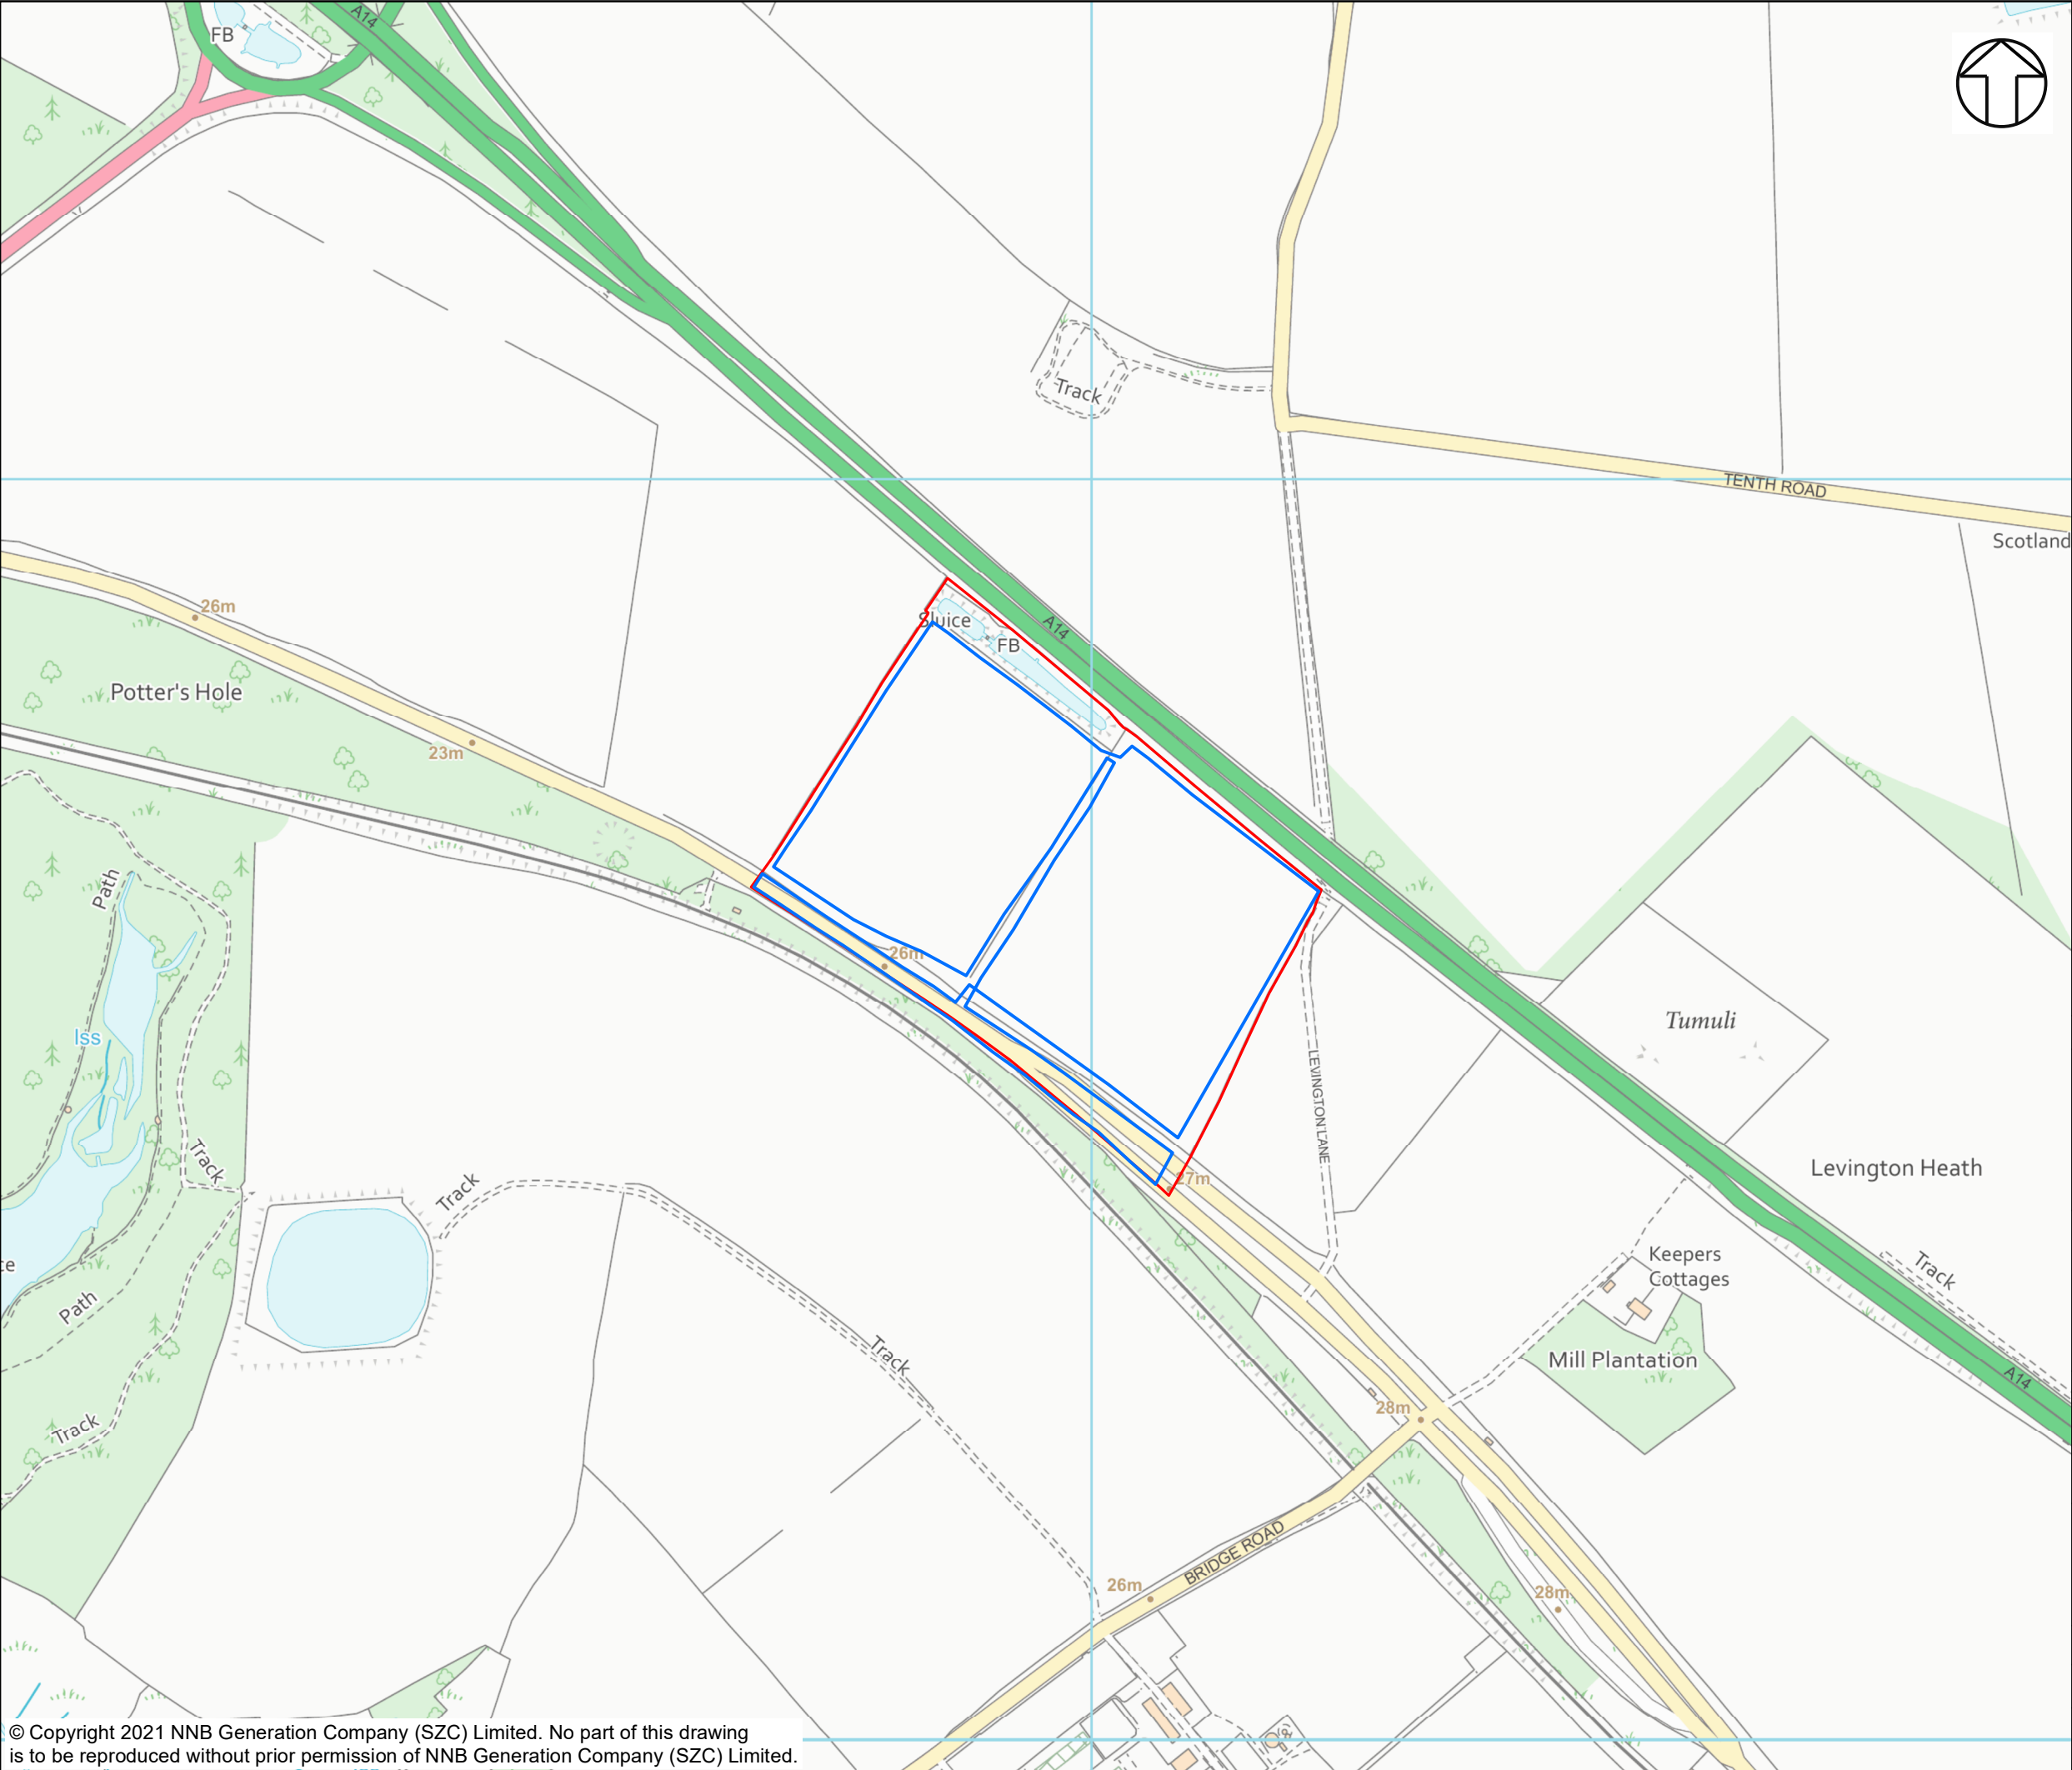 A14
FB
TENTH ROAD
Scotland
Track
26m
Sluice
A14
FB
Potter's Hole
23m
Path
26m
Tumuli
Iss
LEVINGTON LANE
Track
Levington Heath
27m
Track
Keepers
Cottages
Track
Path
Track
Mill Plantation
A14
28m
Track
BRIDGE ROAD
26m
28m
© Copyright 2021 NNB Generation Company (SZC) Limited. No part of this drawing
is to be reproduced without prior permission of NNB Generation Company (SZC) Limited.